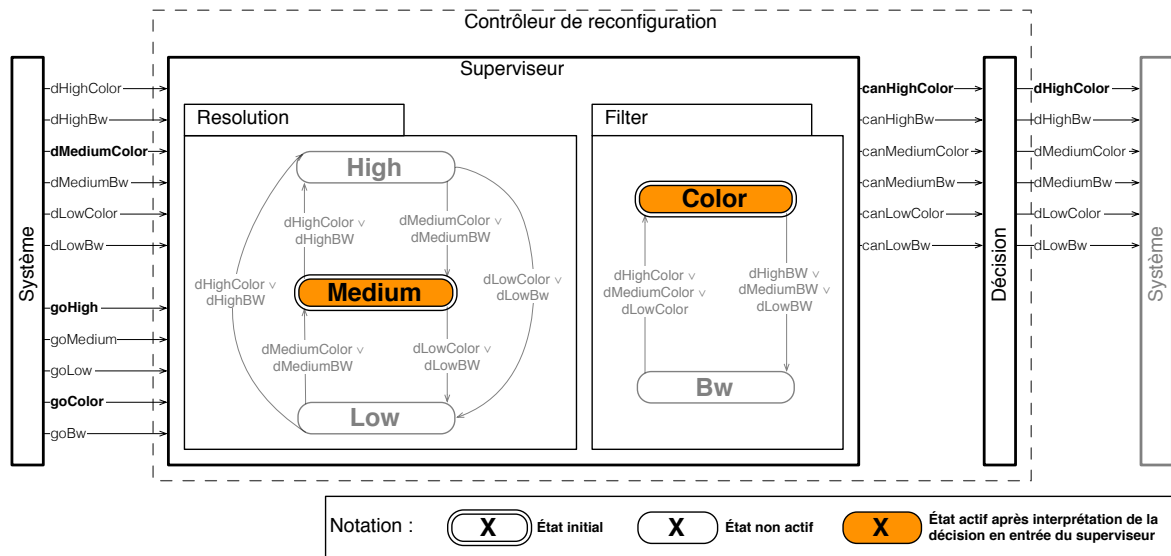 Contrôleur de reconfiguration
Système
dHighColor
dHighBw
dMediumColor
dMediumBw
dLowColor
dLowBw
goHigh
goMedium
goLow
goColor
goBw
Superviseur
Resolution
High
dHighColor ∨
dHighBW
dMediumColor ∨
dMediumBW
dHighColor ∨
dHighBW
dLowColor ∨
dLowBw
Medium
dMediumColor ∨
dMediumBW
dLowColor ∨
dLowBW
Low
Filter
Color
dHighColor ∨
dMediumColor ∨
dLowColor
dHighBW ∨
dMediumBW ∨
dLowBW
Bw
canHighColor
canHighBw
canMediumColor
canMediumBw
canLowColor
canLowBw
Décision
dHighColor
dHighBw
dMediumColor
dMediumBw
dLowColor
dLowBw
Système
Notation :
X
État initial
X
État non actif
X
État actif après interprétation de la
décision en entrée du superviseur